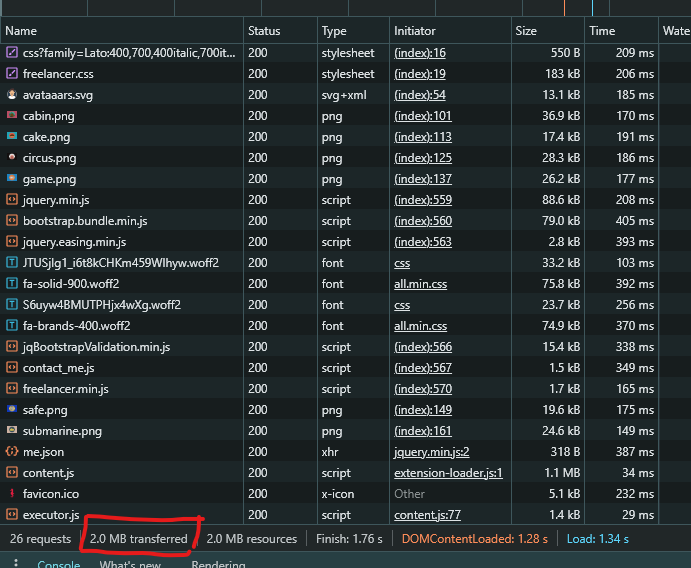 Name Status Type Initiator Size Time Wate
css?family=Lato:400,700,400italic,700it... 200 stylesheet (index):16 550 B 209 ms
freelancer.css 200 stylesheet (index):19 183 kB 206 ms
avataaars.svg 200 svg+xml (index):54 13.1 kB 185 ms
cabin.png 200 png (index):101 36.9 kB 170 ms
cake.png 200 png (index):113 17.4 kB 191 ms
circus.png 200 png (index):125 28.3 kB 186 ms
game.png 200 png (index):137 26.2 kB 177 ms
jquery.min.js 200 script (index):559 88.6 kB 208 ms
bootstrap.bundle.min.js 200 script (index):560 79.0 kB 405 ms
jquery.easing.min.js 200 script (index):563 2.8 kB 393 ms
JTUSjIg1_i6t8kCHKm459Wlhyw.woff2 200 font css 33.2 kB 103 ms
fa-solid-900.woff2 200 font all.min.css 75.8 kB 392 ms
S6uyw4BMUTPHjx4wXg.woff2 200 font css 23.7 kB 256 ms
fa-brands-400.woff2 200 font all.min.css 74.9 kB 370 ms
jqBootstrapValidation.min.js 200 script (index):566 15.4 kB 338 ms
contact_me.js 200 script (index):567 1.5 kB 349 ms
freelancer.min.js 200 script (index):570 1.7 kB 165 ms
safe.png 200 png (index):149 19.6 kB 175 ms
submarine.png 200 png (index):161 24.6 kB 149 ms
me.json 200 xhr jquery.min.js:2 318 B 387 ms
content.js 200 script extension-loader.js:1 1.1 MB 34 ms
favicon.ico 200 x-icon Other 5.1 kB 232 ms
executor.js 200 script content.js:77 1.4 kB 29 ms
26 requests 2.0 MB transferred 2.0 MB resources Finish: 1.76 s DOMContentLoaded: 1.28 s Load: 1.34 s
Console What's new Rendering